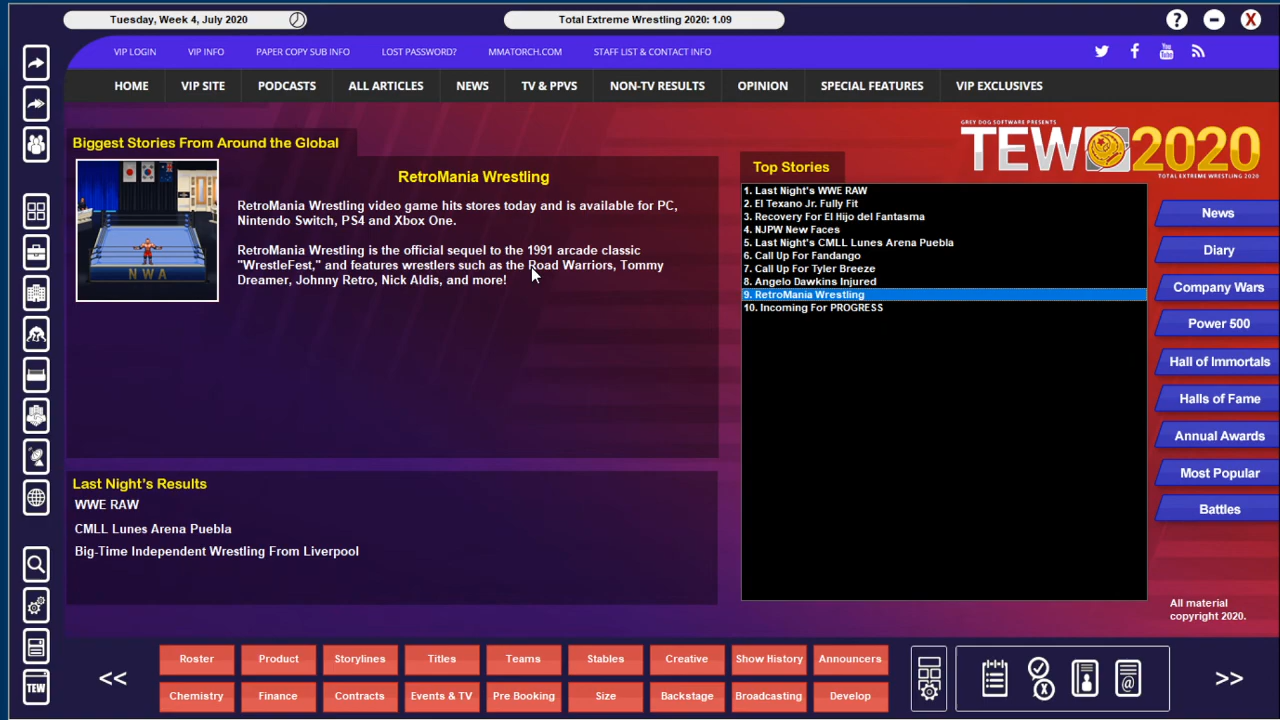 Tuesday, Week 4, July 2020
Total Extreme Wrestling 2020: 1.09
?
X
VIP LOGIN
VIP INFO
PAPER COPY SUB INFO
LOST PASSWORD?
MMATORCH.COM
STAFF LIST & CONTACT INFO
You
Tube
HOME
VIP SITE
PODCASTS
ALL ARTICLES
NEWS
TV & PPVS
NON-TV RESULTS
OPINION
SPECIAL FEATURES
VIP EXCLUSIVES
GREY DOG SOFTWARE PRESENTS
TEW 2020
TOTAL EXTREME WRESTLING 2020
Biggest Stories From Around the Global
NWA
RetroMania Wrestling
RetroMania Wrestling video game hits stores today and is available for PC,
Nintendo Switch, PS4 and Xbox One.
RetroMania Wrestling is the official sequel to the 1991 arcade classic
"WrestleFest," and features wrestlers such as the Road Warriors, Tommy
Dreamer, Johnny Retro, Nick Aldis, and more!
Top Stories
1. Last Night's WWE RAW
2. El Texano Jr. Fully Fit
3. Recovery For El Hijo del Fantasma
4. NJPW New Faces
5. Last Night's CMLL Lunes Arena Puebla
6. Call Up For Fandango
7. Call Up For Tyler Breeze
8. Angelo Dawkins Injured
9. RetroMania Wrestling
10. Incoming For PROGRESS
News
Diary
Company Wars
Power 500
Hall of Immortals
Halls of Fame
Annual Awards
Most Popular
Battles
Last Night's Results
WWE RAW
CMLL Lunes Arena Puebla
Big-Time Independent Wrestling From Liverpool
All material
copyright 2020.
TEW
<<
Roster
Product
Storylines
Titles
Teams
Stables
Creative
Show History
Announcers
Chemistry
Finance
Contracts
Events & TV
Pre Booking
Size
Backstage
Broadcasting
Develop
>>